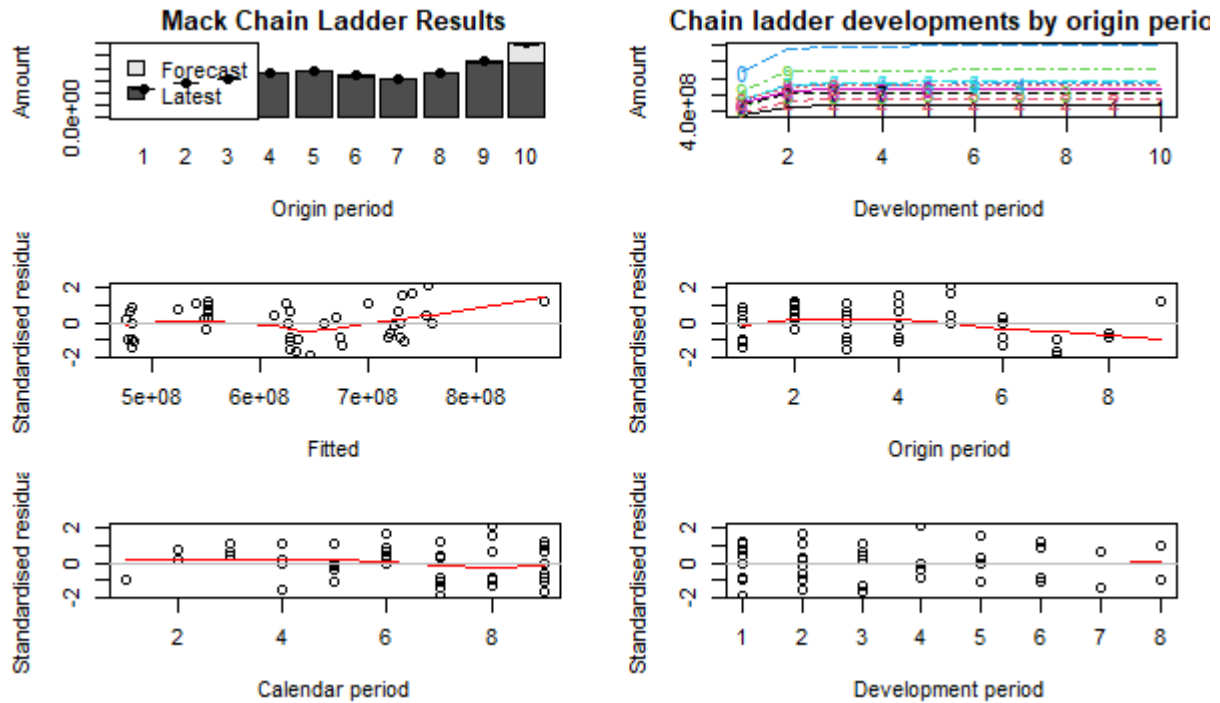 Mack Chain Ladder Results
Amount
0.0e+00
Forecast
Latest
1 2 3 4 5 6 7 8 9 10
Origin period
Chain ladder developments by origin perio
Amount
4.0e+08
2 4 6 8 10
Development period
Standardised residua
2
0
-2
5e+08 6e+08 7e+08 8e+08
Fitted
Standardised residua
2
0
-2
2 4 6 8
Origin period
Standardised residua
2
0
-2
2 4 6 8
Calendar period
Standardised residua
2
0
-2
1 2 3 4 5 6 7 8
Development period